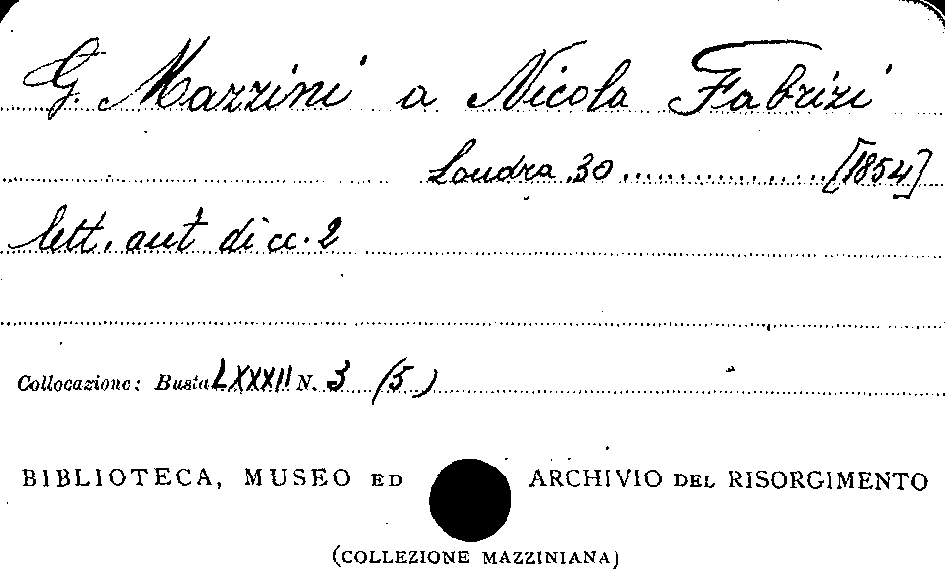 G. Mazzini a Nicola Fabrizi
Londra 30 ................ [1854]
lett. aut di cc. 2
Collocazione: Busta LXXXII N. 3 (5)
BIBLIOTECA, MUSEO ED ARCHIVIO DEL RISORGIMENTO
(COLLEZIONE MAZZINIANA)